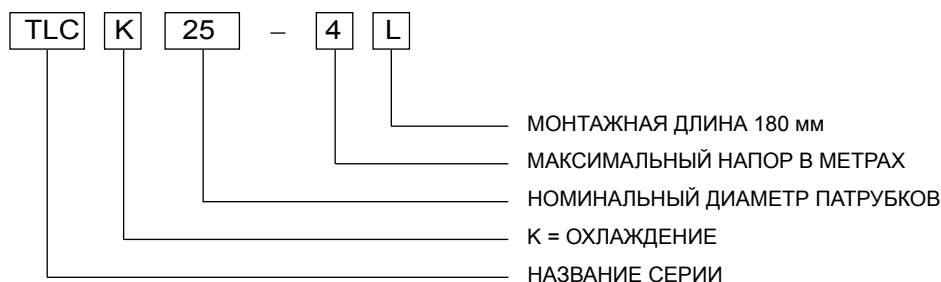 TLC K 25 – 4 L
МОНТАЖНАЯ ДЛИНА 180 мм
МАКСИМАЛЬНЫЙ НАПОР В МЕТРАХ
НОМИНАЛЬНЫЙ ДИАМЕТР ПАТРУБКОВ
K = ОХЛАЖДЕНИЕ
НАЗВАНИЕ СЕРИИ